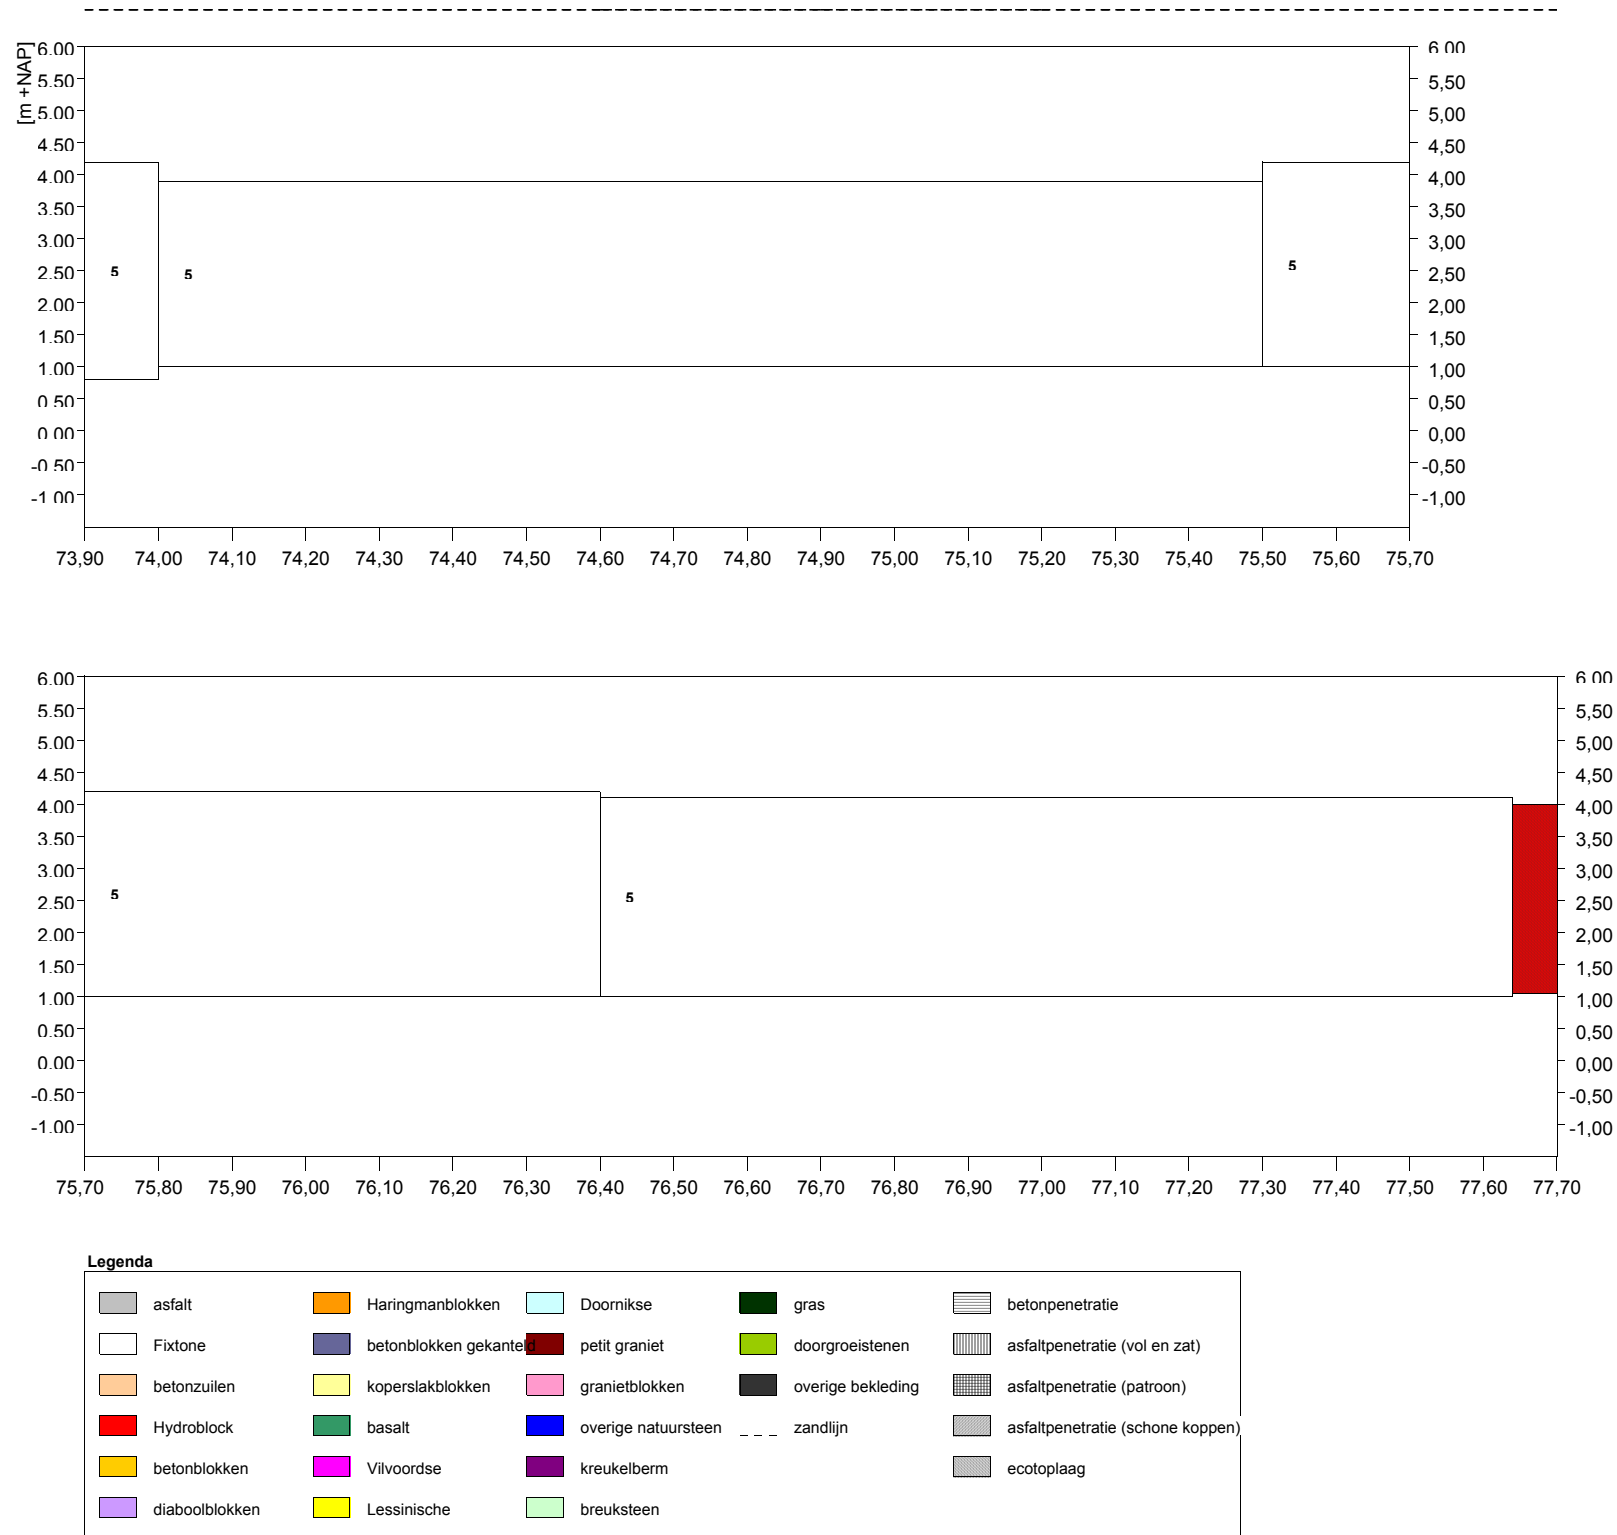 [m +NAP]
6.00 6,00
5.50 5,50
5.00 5,00
4.50 4,50
4.00 4,00
3.50 3,50
3.00 3,00
2.50 5 5 5 2,50
2.00 2,00
1.50 1,50
1.00 1,00
0.50 0,50
0.00 0,00
-0.50 -0,50
-1.00 -1,00
73,90 74,00 74,10 74,20 74,30 74,40 74,50 74,60 74,70 74,80 74,90 75,00 75,10 75,20 75,30 75,40 75,50 75,60 75,70
6.00 6,00
5.50 5,50
5.00 5,00
4.50 4,50
4.00 4,00
3.50 3,50
3.00 3,00
2.50 5 5 2,50
2.00 2,00
1.50 1,50
1.00 1,00
0.50 0,50
0.00 0,00
-0.50 -0,50
-1.00 -1,00
75,70 75,80 75,90 76,00 76,10 76,20 76,30 76,40 76,50 76,60 76,70 76,80 76,90 77,00 77,10 77,20 77,30 77,40 77,50 77,60 77,70
Legenda
asfalt Haringmanblokken Doornikse gras betonpenetratie
Fixtone betonblokken gekanteld petit graniet doorgroeistenen asfaltpenetratie (vol en zat)
betonzuilen koperslakblokken granietblokken overige bekleding asfaltpenetratie (patroon)
Hydroblock basalt overige natuursteen zandlijn asfaltpenetratie (schone koppen)
betonblokken Vilvoordse kreukelberm ecotoplaag
diaboolblokken Lessinische breuksteen